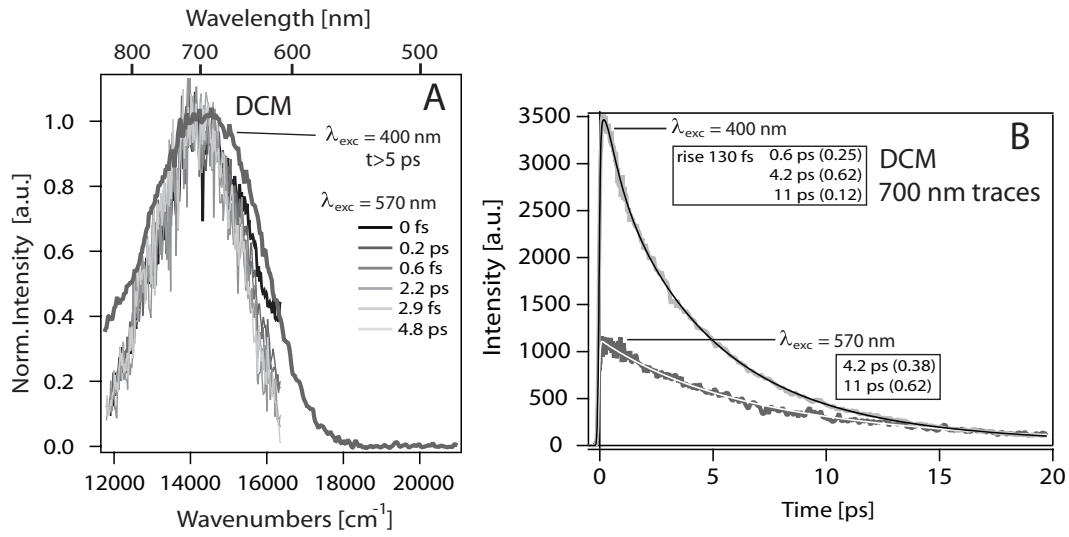 Wavelength [nm]
800 700 600 500
A
DCM
λexc = 400 nm
t>5 ps
λexc = 570 nm
0 fs
0.2 ps
0.6 fs
2.2 ps
2.9 fs
4.8 ps
Norm.Intensity [a.u.]
1.0
0.8
0.6
0.4
0.2
0.0
12000 14000 16000 18000 20000
Wavenumbers [cm-1]
B
λexc = 400 nm
rise 130 fs 0.6 ps (0.25)
4.2 ps (0.62)
11 ps (0.12)
DCM
700 nm traces
λexc = 570 nm
4.2 ps (0.38)
11 ps (0.62)
Intensity [a.u.]
3500
3000
2500
2000
1500
1000
500
0
0 5 10 15 20
Time [ps]